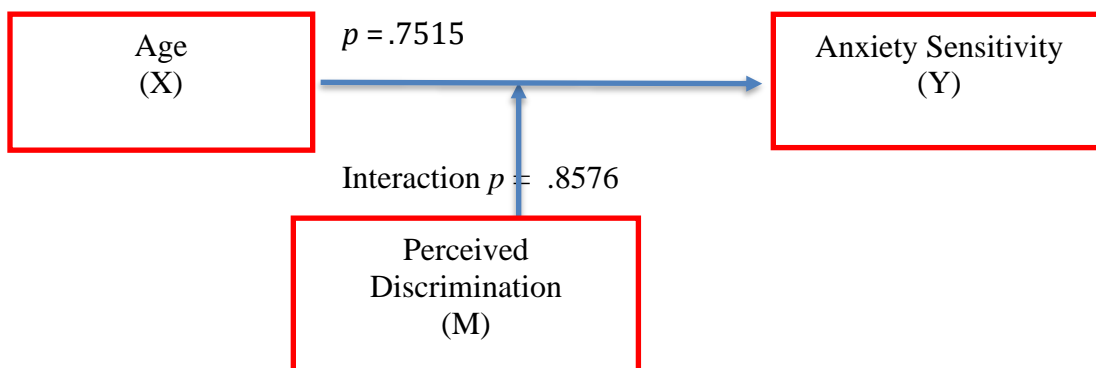 Age
(X)
p = .7515
Anxiety Sensitivity
(Y)
Interaction p = .8576
Perceived
Discrimination
(M)